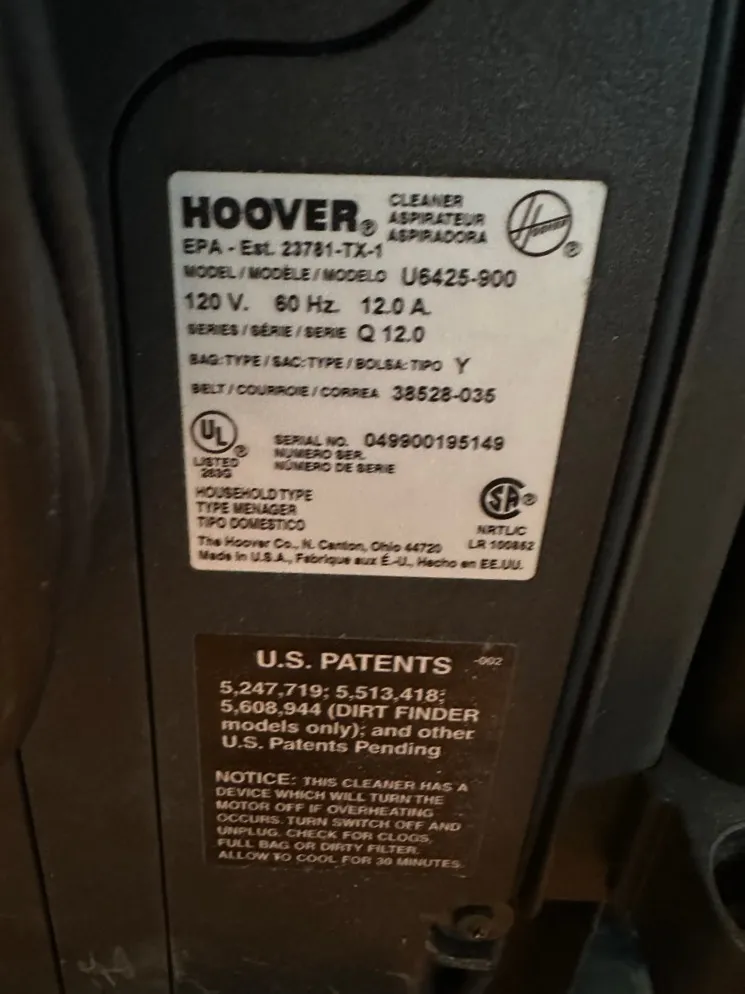 HOOVER®
CLEANER
ASPIRATEUR
ASPIRADORA
Hoover ®
EPA - Est. 23781-TX-1
MODEL / MODÈLE / MODELO U6425-900
120 V. 60 Hz. 12.0 A.
SERIES / SÉRIE / SERIE Q 12.0
BAG:TYPE / SAC:TYPE / BOLSA: TIPO Y
BELT / COURROIE / CORREA 38528-035
UL ®
LISTED
283G
SERIAL NO. 049900195149
NUMERO SER.
NÚMERO DE SERIE
HOUSEHOLD TYPE
TYPE MENAGER
TIPO DOMESTICO
SA ®
NRTL/C
LR 100852
The Hoover Co., N. Canton, Ohio 44720
Made in U.S.A., Fabrique aux É.-U., Hecho en EE.UU.
U.S. PATENTS -002
5,247,719; 5,513,418;
5,608,944 (DIRT FINDER
models only); and other
U.S. Patents Pending
NOTICE: THIS CLEANER HAS A
DEVICE WHICH WILL TURN THE
MOTOR OFF IF OVERHEATING
OCCURS. TURN SWITCH OFF AND
UNPLUG. CHECK FOR CLOGS,
FULL BAG OR DIRTY FILTER.
ALLOW TO COOL FOR 30 MINUTES.